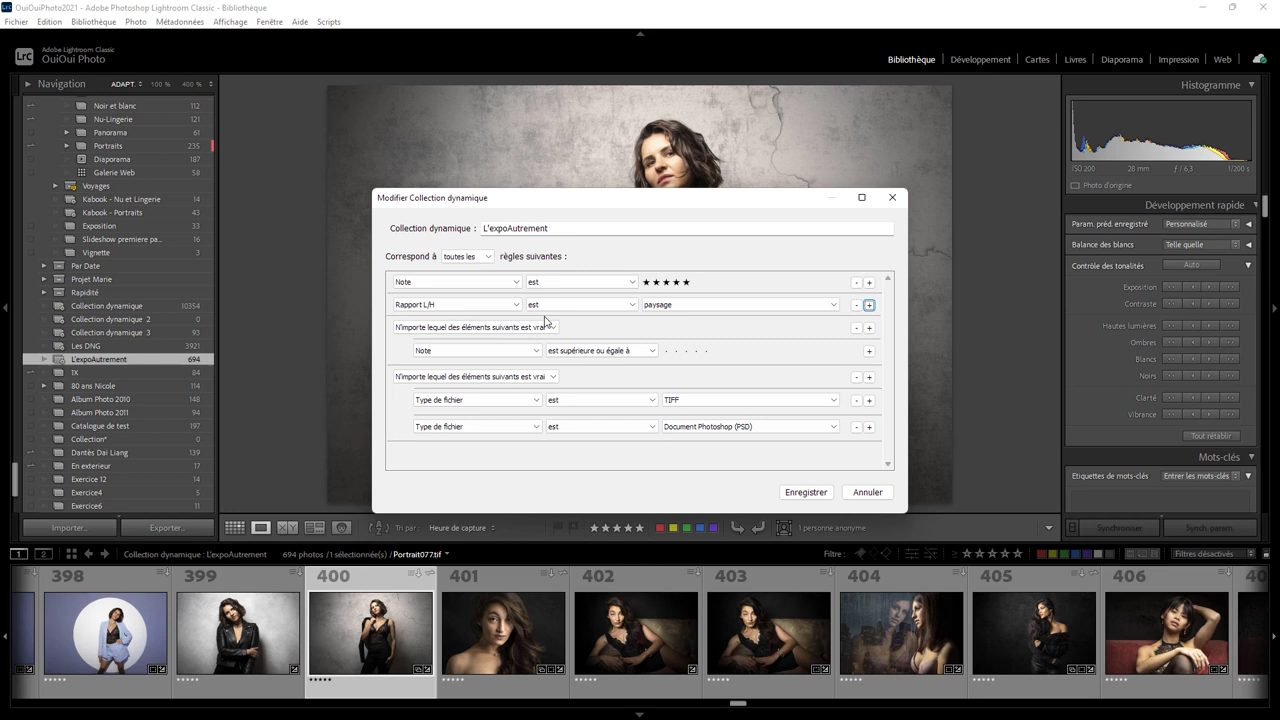 OuiOuiPhoto2021 - Adobe Photoshop Lightroom Classic - Bibliothèque
Fichier Edition Bibliothèque Photo Métadonnées Affichage Fenêtre Aide Scripts
Adobe Lightroom Classic
OuiOui Photo
Lrc
Bibliothèque Développement Cartes Livres Diaporama Impression Web
Navigation ADAPT. 100 % 400 %
Noir et blanc 112
Nu-Lingerie 121
Panorama 61
Portraits 235
Diaporama 187
Galerie Web 58
Voyages
Kabook - Nu et Lingerie 14
Kabook - Portraits 43
Exposition 33
Slideshow premiere pa... 16
Vignette 3
Par Date
Projet Marie
Rapidité
Collection dynamique 10354
Collection dynamique 2 0
Collection dynamique 3 93
Les DNG 3921
L'expoAutrement 694
1X 84
80 ans Nicole 114
Album Photo 2010 148
Album Photo 2011 94
Catalogue de test 197
Collection* 0
Dantès Dai Liang 139
En exterieur 17
Exercice 12 14
Exercice4 5
Exercice6 11
Importer... Exporter...
Modifier Collection dynamique
Collection dynamique : L'expoAutrement
Correspond à toutes les règles suivantes :
Note est ★★★★★ - +
Rapport L/H est paysage - +
N'importe lequel des éléments suivants est vrai - +
Note est supérieure ou égale à · · · · · +
N'importe lequel des éléments suivants est vrai - +
Type de fichier est TIFF - +
Type de fichier est Document Photoshop (PSD) - +
Enregistrer Annuler
Histogramme
ISO 200 28 mm ƒ / 6,3 1/200 s
Photo d'origine
Développement rapide
Param. préd. enregistré Personnalisé
Balance des blancs Telle quelle
Contrôle des tonalités Auto
Exposition
Contraste
Hautes lumières
Ombres
Blancs
Noirs
Clarté
Vibrance
Tout rétablir
Mots-clés
Etiquettes de mots-clés Entrer les mots-clés
Synchroniser Synch. param.
Tri par : Heure de capture ★★★★★ 1 personne anonyme
1 2 Collection dynamique : L'expoAutrement 694 photos /1 sélectionnée(s) /Portrait077.tif Filtre : ≥ ★★★★★ Filtres désactivés
398 399 400 401 402 403 404 405 406 40